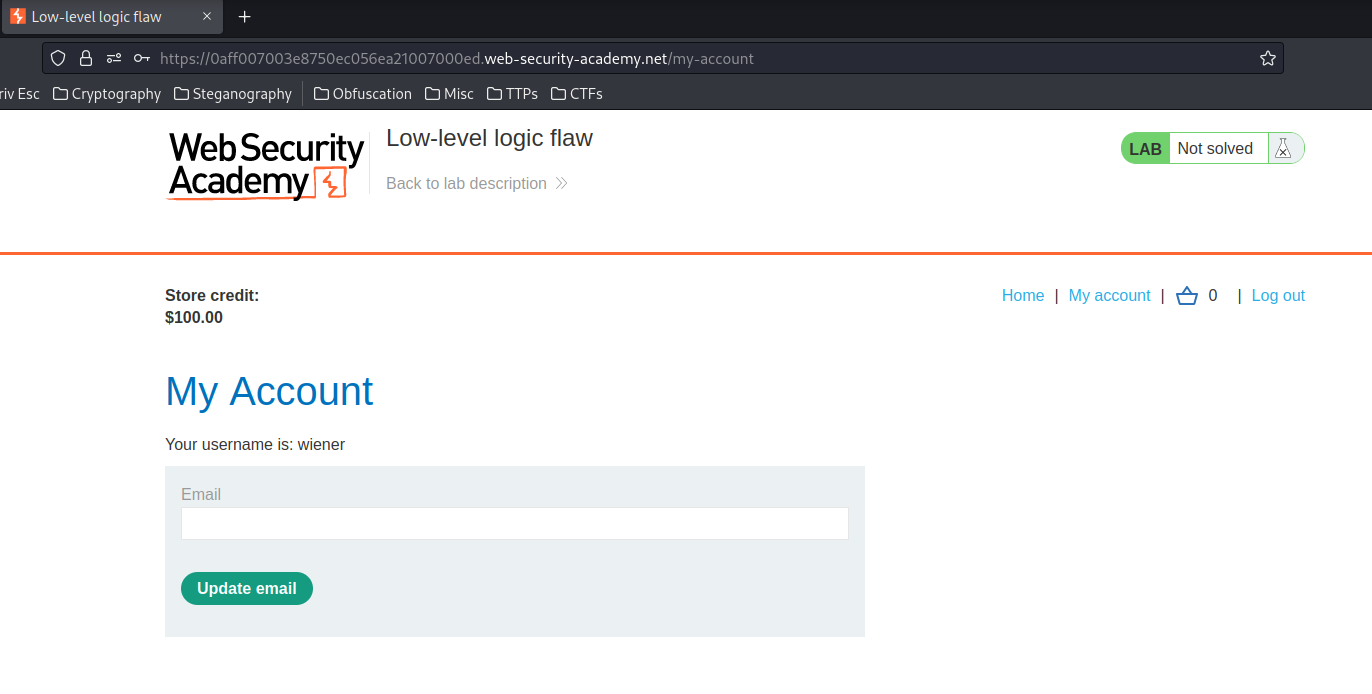 Low-level logic flaw
https://0aff007003e8750ec056ea21007000ed.web-security-academy.net/my-account
riv Esc Cryptography Steganography Obfuscation Misc TTPs CTFs
WebSecurity
Academy
Low-level logic flaw
Back to lab description
LAB Not solved
Store credit:
$100.00
Home | My account | 0 | Log out
My Account
Your username is: wiener
Email
Update email